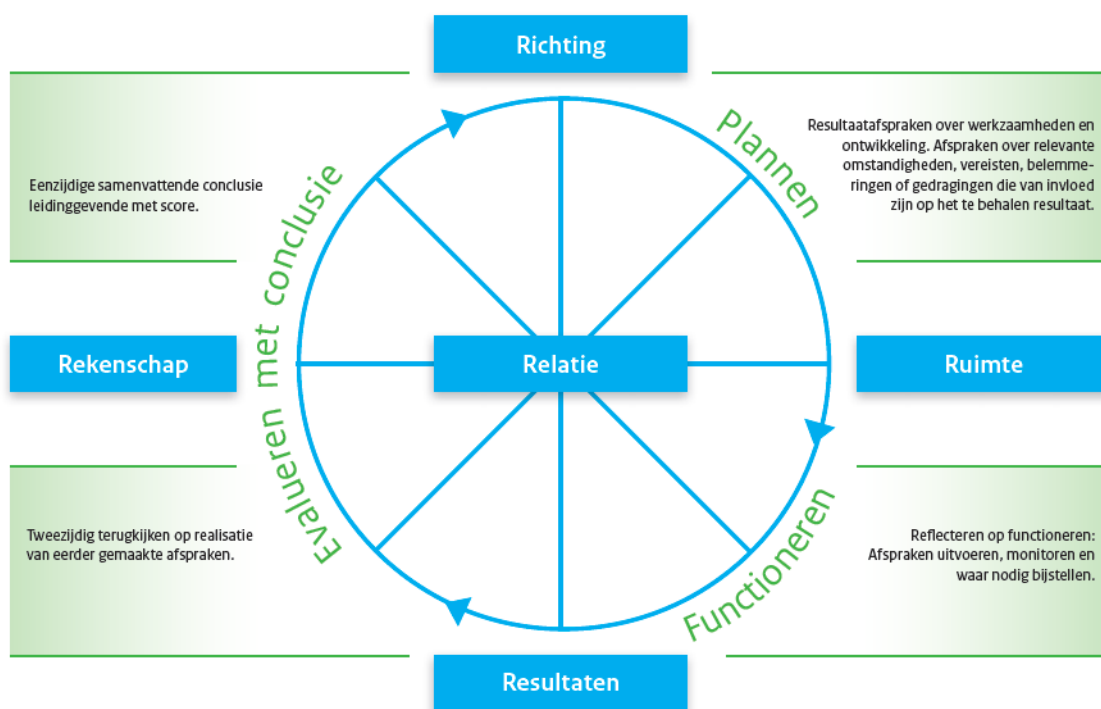 Richting
Plannen
Resultaatafspraken over werkzaamheden en
ontwikkeling. Afspraken over relevante
omstandigheden, vereisten, belemme-
ringen of gedragingen die van invloed
zijn op het te behalen resultaat.
Eenzijdige samenvattende conclusie
leidinggevende met score.
Evalueren met conclusie
Rekenschap
Relatie
Ruimte
Tweezijdig terugkijken op realisatie
van eerder gemaakte afspraken.
Functioneren
Reflecteren op functioneren:
Afspraken uitvoeren, monitoren en
waar nodig bijstellen.
Resultaten